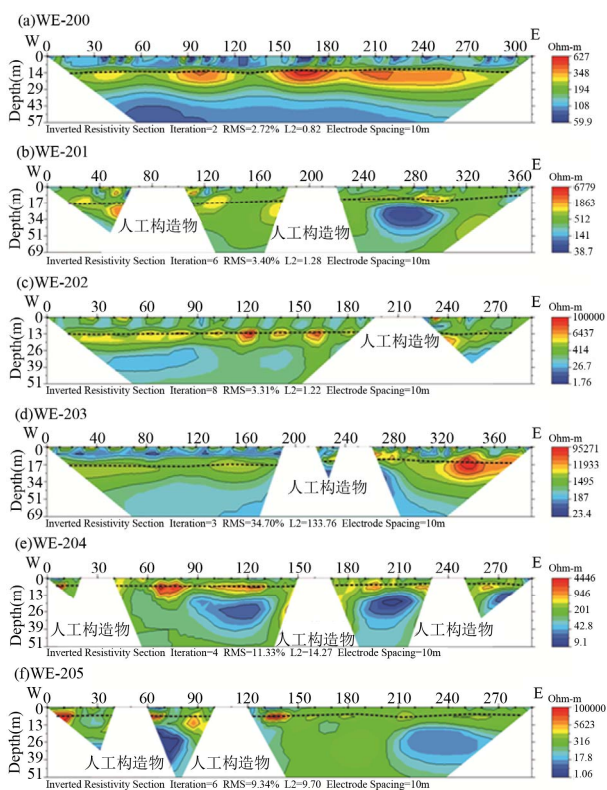 (a)WE-200
W E
0 30 60 90 120 150 180 210 240 270 300
Ohm-m
Depth(m)
0
14
29
43
57
627
348
194
108
59.9
Inverted Resistivity Section Iteration=2 RMS=2.72% L2=0.82 Electrode Spacing=10m
(b)WE-201
W E
0 40 80 120 160 200 240 280 320 360
Ohm-m
Depth(m)
0
17
34
52
69
6779
1863
512
141
38.7
人工构造物 人工构造物
Inverted Resistivity Section Iteration=6 RMS=3.40% L2=1.28 Electrode Spacing=10m
(c)WE-202
W E
0 30 60 90 120 150 180 210 240 270
Ohm-m
Depth(m)
0
13
26
39
51
100000
6437
414
26.7
1.76
人工构造物
Inverted Resistivity Section Iteration=8 RMS=3.31% L2=1.22 Electrode Spacing=10m
(d)WE-203
W E
0 40 80 120 160 200 240 280 320 360
Ohm-m
Depth(m)
0
17
34
51
69
95271
11933
1495
187
23.4
人工构造物
Inverted Resistivity Section Iteration=3 RMS=34.70% L2=133.76 Electrode Spacing=10m
(e)WE-204
W E
0 30 60 90 120 150 180 210 240 270
Ohm-m
Depth(m)
0
13
26
39
51
4446
946
201
42.8
9.1
人工构造物 人工构造物 人工构造物
Inverted Resistivity Section Iteration=4 RMS=11.33% L2=14.27 Electrode Spacing=10m
(f)WE-205
W E
0 30 60 90 120 150 180 210 240 270
Ohm-m
Depth(m)
0
13
26
39
51
100000
5623
316
17.8
1.06
人工构造物 人工构造物
Inverted Resistivity Section Iteration=6 RMS=9.34% L2=9.70 Electrode Spacing=10m